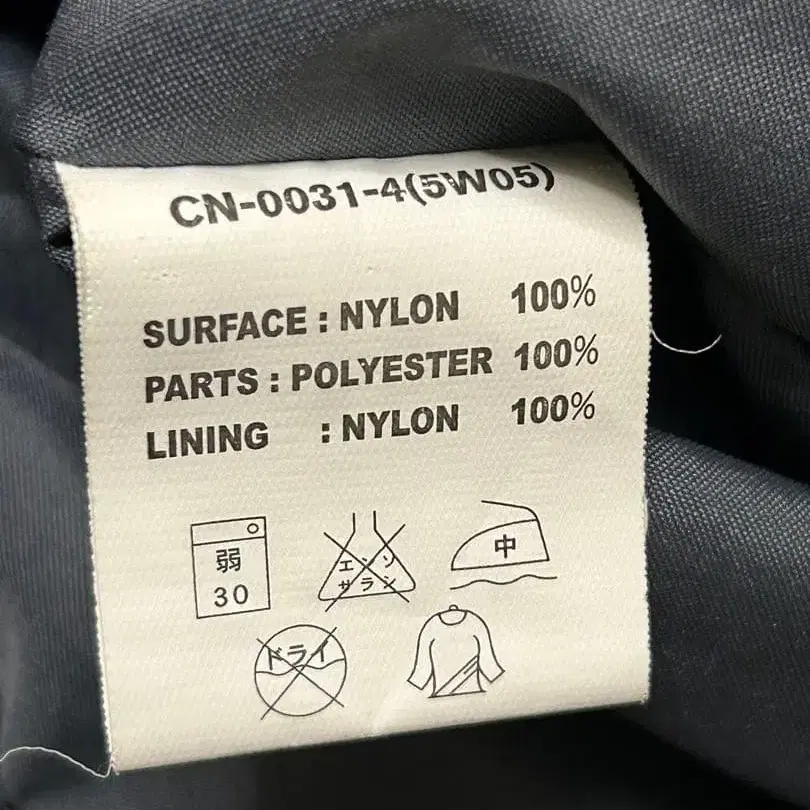 CN-0031-4(5W05)
SURFACE : NYLON 100%
PARTS : POLYESTER 100%
LINING : NYLON 100%
弱
30
エンソ
サラシ
中
ドライ